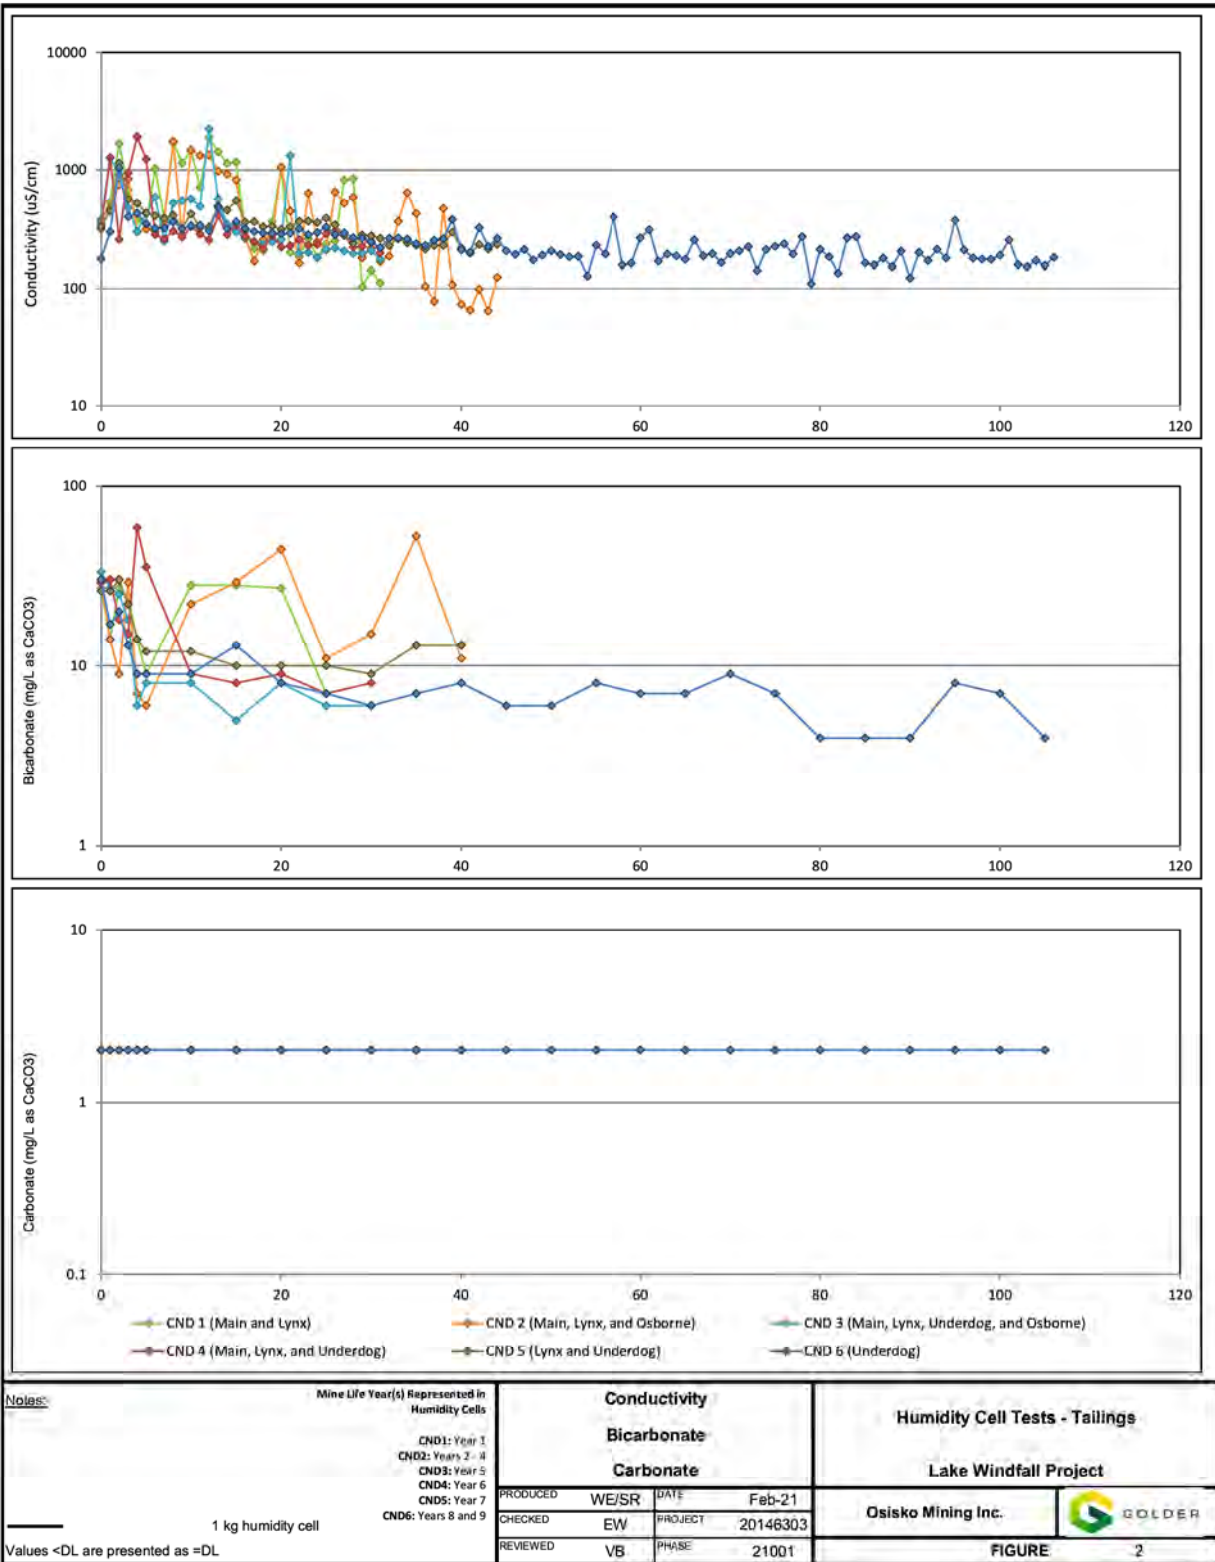 10000
1000
100
10
Conductivity (uS/cm)
0 20 40 60 80 100 120
100
10
1
Bicarbonate (mg/L as CaCO3)
0 20 40 60 80 100 120
10
1
0.1
Carbonate (mg/L as CaCO3)
0 20 40 60 80 100 120
CND 1 (Main and Lynx) CND 2 (Main, Lynx, and Osborne) CND 3 (Main, Lynx, Underdog, and Osborne)
CND 4 (Main, Lynx, and Underdog) CND 5 (Lynx and Underdog) CND 6 (Underdog)
Notes:
Mine Life Year(s) Represented in
Humidity Cells
CND1: Year 1
CND2: Years 2 - 4
CND3: Year 5
CND4: Year 6
CND5: Year 7
CND6: Years 8 and 9
1 kg humidity cell
Values <DL are presented as =DL
Conductivity
Bicarbonate
Carbonate
PRODUCED WE/SR DATE Feb-21
CHECKED EW PROJECT 20146303
REVIEWED VB PHASE 21001
Humidity Cell Tests - Tailings
Lake Windfall Project
Osisko Mining Inc.
GOLDER
FIGURE 2